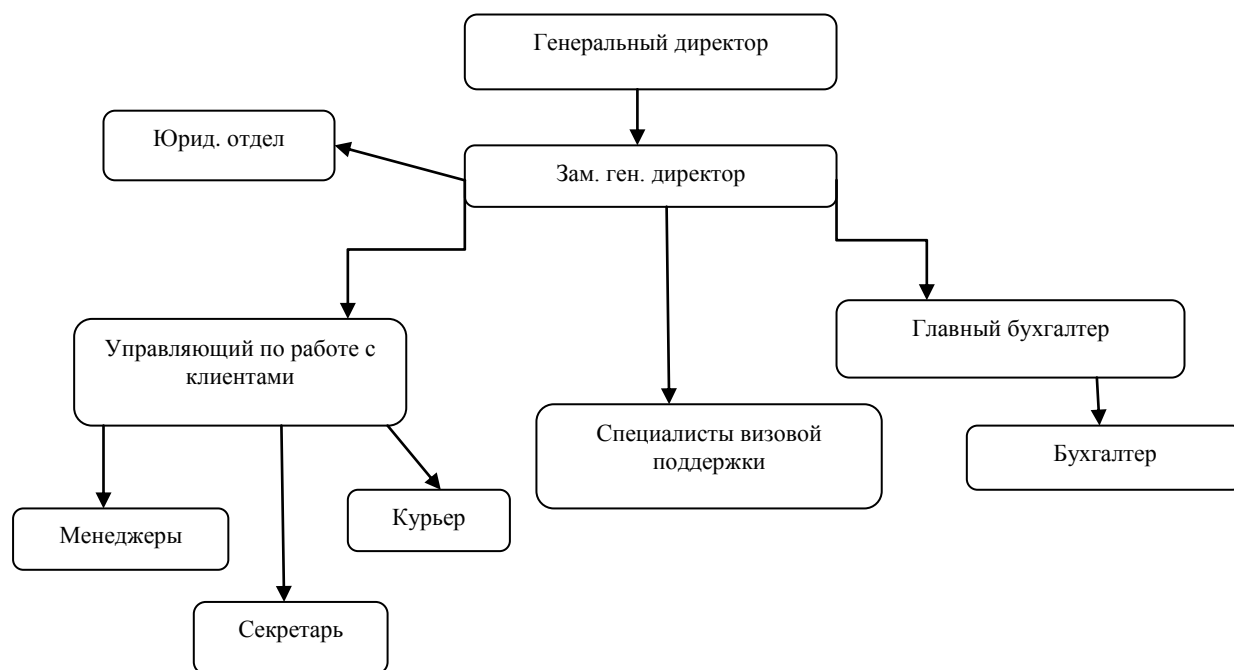 Генеральный директор
Юрид. отдел
Зам. ген. директор
Главный бухгалтер
Управляющий по работе с
клиентами
Специалисты визовой
поддержки
Бухгалтер
Менеджеры
Курьер
Секретарь